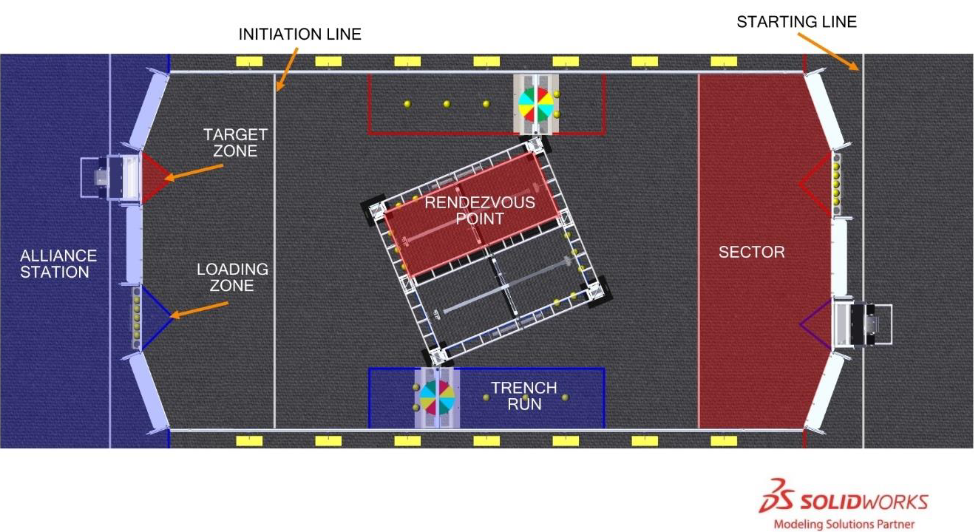 INITIATION LINE
STARTING LINE
TARGET
ZONE
RENDEZVOUS
POINT
ALLIANCE
STATION
LOADING
ZONE
SECTOR
TRENCH
RUN
SOLIDWORKS
Modeling Solutions Partner